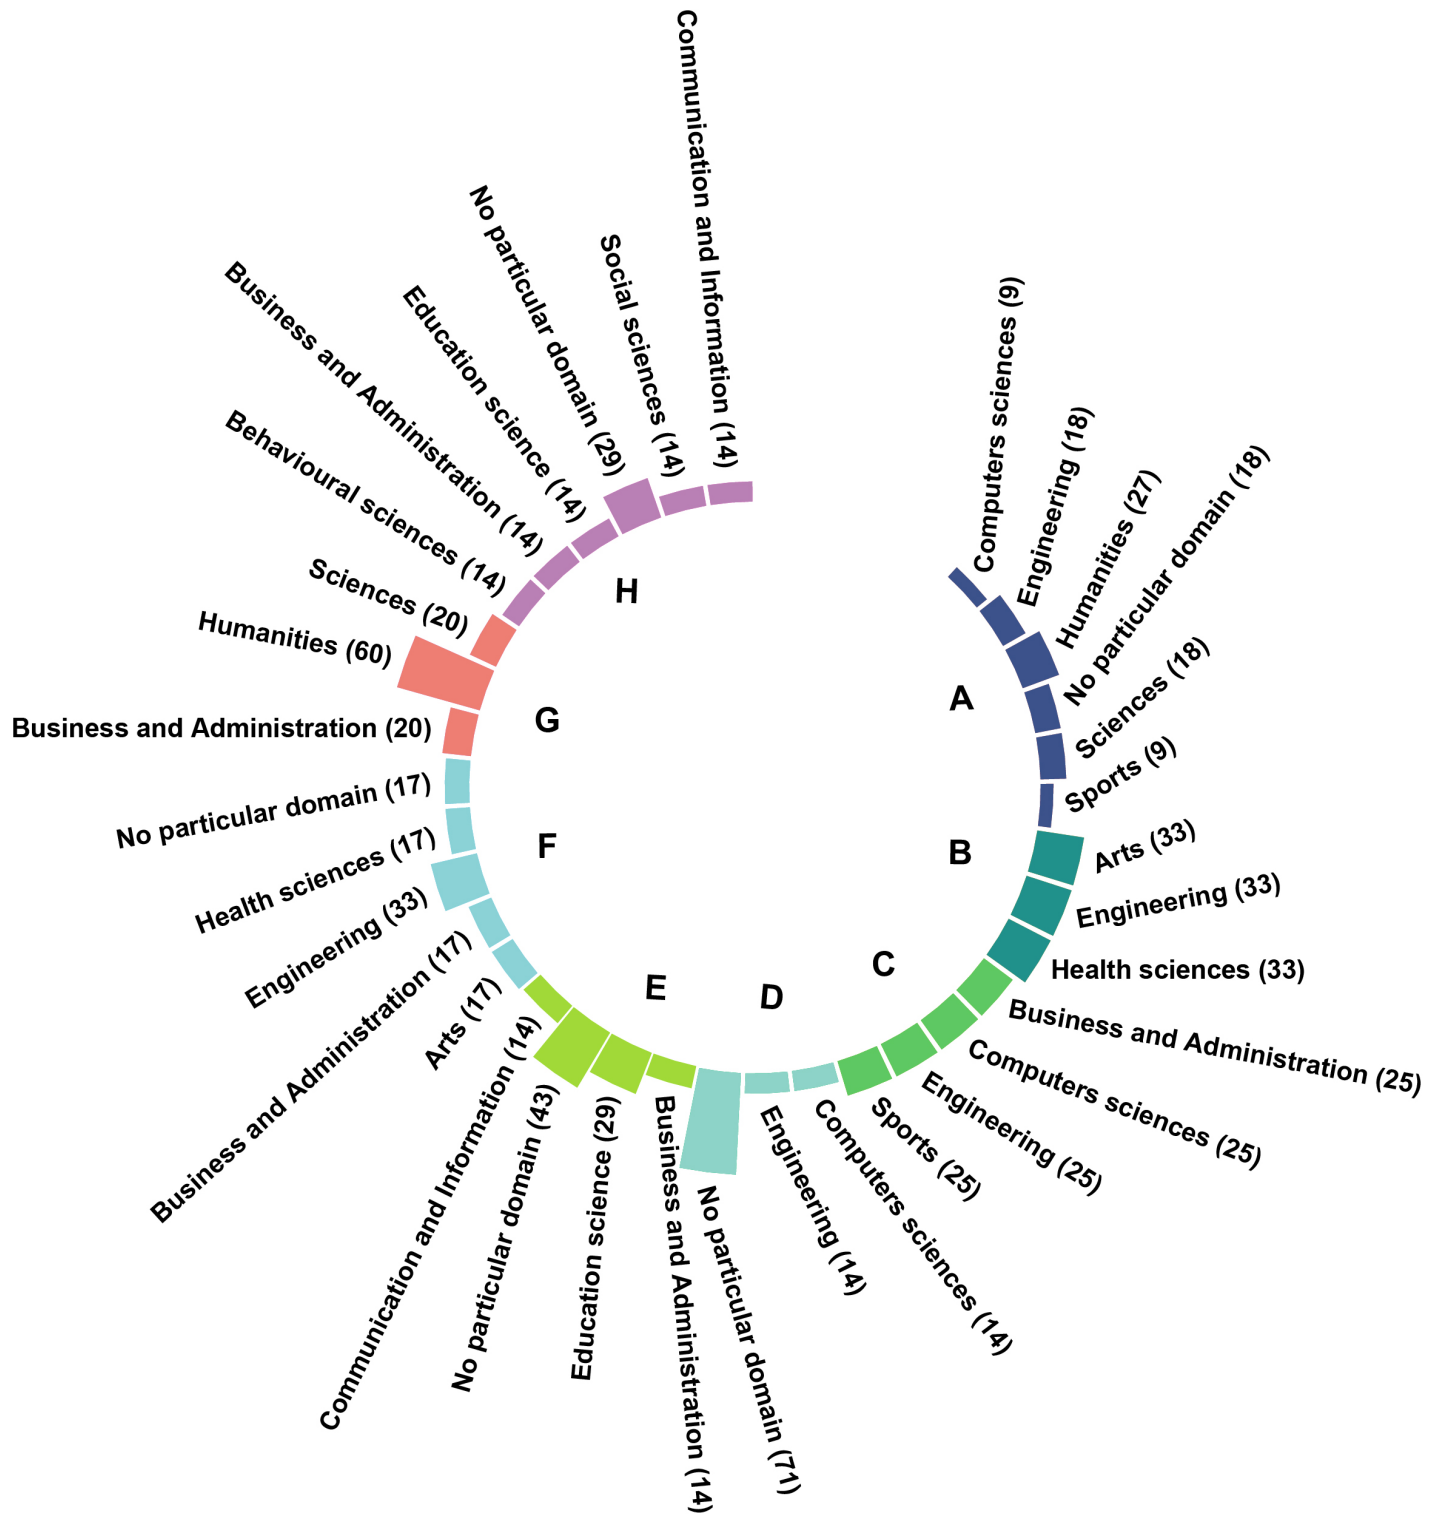 Communication and Information (14)
Social sciences (14)
No particular domain (29)
Education science (14)
Business and Administration (14)
Behavioural sciences (14)
H
Sciences (20)
Humanities (60)
Business and Administration (20)
G
No particular domain (17)
Health sciences (17)
Engineering (33)
Business and Administration (17)
Arts (17)
F
Communication and Information (14)
No particular domain (43)
Education science (29)
Business and Administration (14)
E
No particular domain (71)
Engineering (14)
Computers sciences (14)
D
Sports (25)
Engineering (25)
Computers sciences (25)
Business and Administration (25)
C
Health sciences (33)
Engineering (33)
Arts (33)
B
Sports (9)
Sciences (18)
No particular domain (18)
Humanities (27)
Engineering (18)
Computers sciences (9)
A